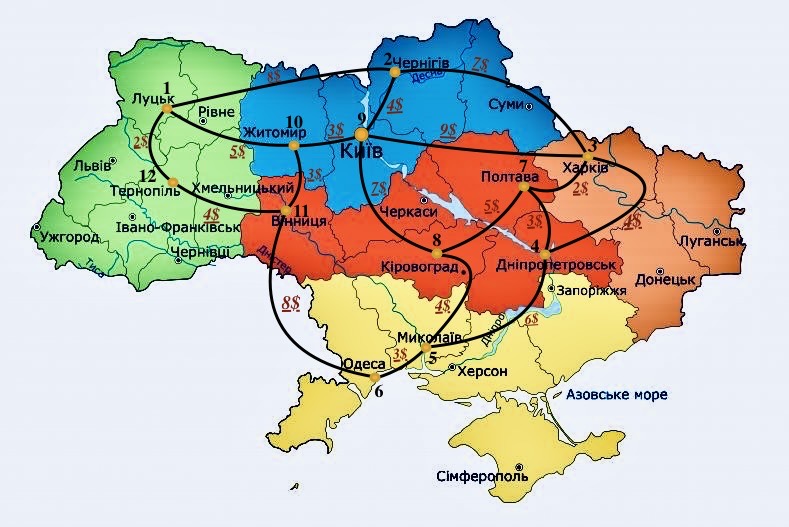 2
Чернігів
7$
Десна
8$
1
Луцьк
4$
Суми
Рівне
10
9
Житомир
3$
9$
Київ
3
2$
5$
Харків
Львів
12
7
Полтава
3$
Тернопіль
Хмельницький
7$
2$
5$
11
Вінниця
Черкаси
3$
4$
4$
Івано-Франківськ
Ужгород
Луганськ
8
4
Чернівці
Дністер
Тиса
Кіровоград
Дніпропетровськ
Донецьк
Запоріжжя
8$
4$
6$
Дніпро
Миколаїв
3$
5
Одеса
Херсон
6
Азовське море
Сімферополь